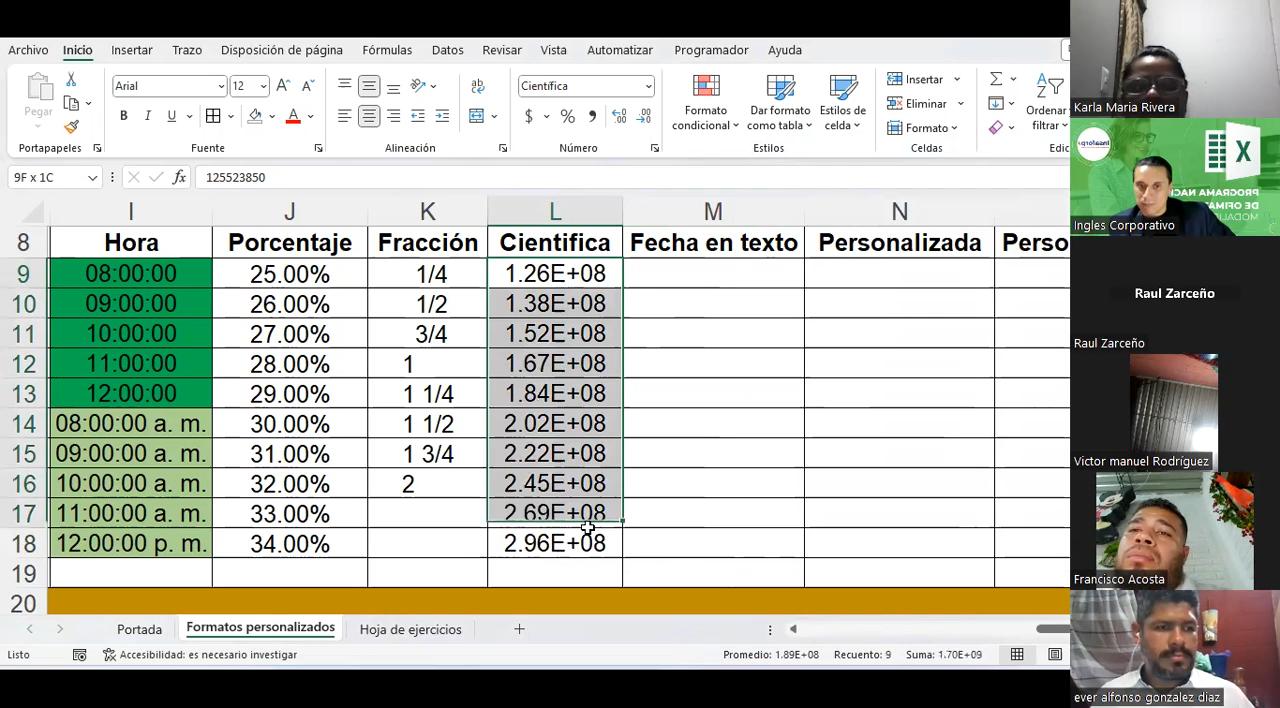 Archivo Inicio Insertar Trazo Disposición de página Fórmulas Datos Revisar Vista Automatizar Programador Ayuda
Pegar
Portapapeles
Arial 12
N K S
Fuente
Alineación
Científica
$ % 000
Número
Formato condicional
Dar formato como tabla
Estilos de celda
Estilos
Insertar
Eliminar
Formato
Celdas
Ordenar
filtrar
Edic
9F x 1C fx 125523850
I J K L M N
8 Hora Porcentaje Fracción Cientifica Fecha en texto Personalizada Perso
9 08:00:00 25.00% 1/4 1.26E+08
10 09:00:00 26.00% 1/2 1.38E+08
11 10:00:00 27.00% 3/4 1.52E+08
12 11:00:00 28.00% 1 1.67E+08
13 12:00:00 29.00% 1 1/4 1.84E+08
14 08:00:00 a. m. 30.00% 1 1/2 2.02E+08
15 09:00:00 a. m. 31.00% 1 3/4 2.22E+08
16 10:00:00 a. m. 32.00% 2 2.45E+08
17 11:00:00 a. m. 33.00% 2.69E+08
18 12:00:00 p. m. 34.00% 2.96E+08
19
20
Portada Formatos personalizados Hoja de ejercicios
Listo Accesibilidad: es necesario investigar Promedio: 1.89E+08 Recuento: 9 Suma: 1.70E+09
Karla Maria Rivera
PROGRAMA NAC
DE OFIMAT
MODALID
Ingles Corporativo
Raul Zarceño
Raul Zarceño
Victor manuel Rodríguez
Francisco Acosta
ever alfonso gonzalez diaz